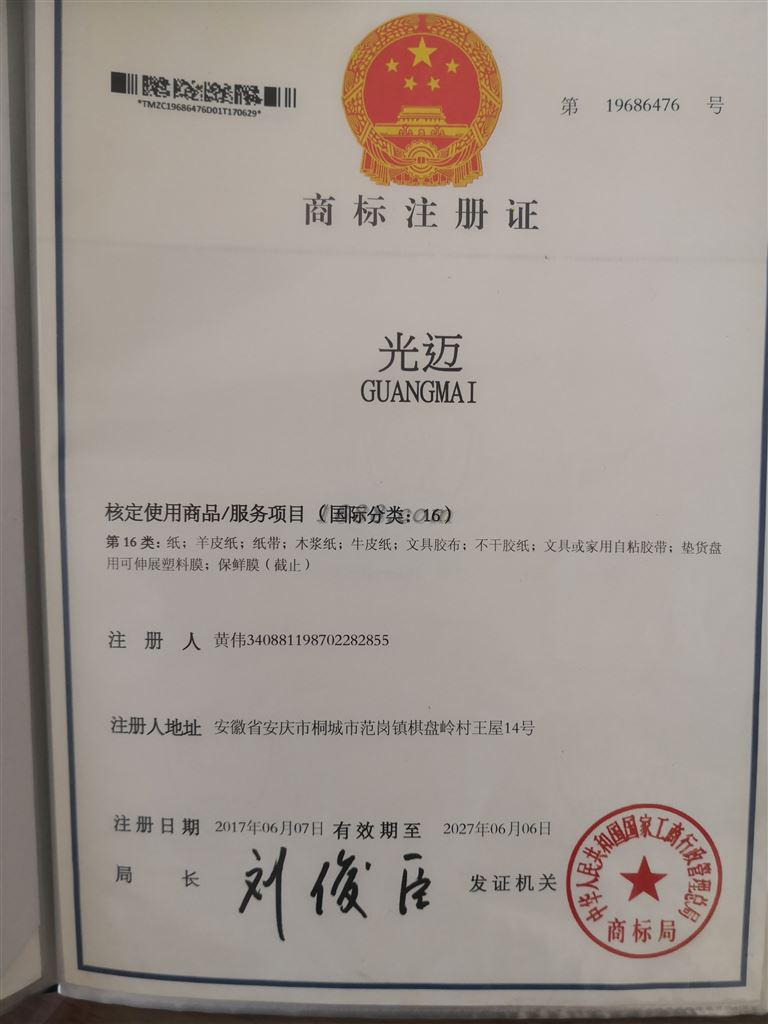 *TMZC19686476D01T170629*
第 19686476 号
商标注册证
光迈
GUANGMAI
核定使用商品/服务项目（国际分类：16）
第 16 类：纸；羊皮纸；纸带；木浆纸；牛皮纸；文具胶布；不干胶纸；文具或家用自粘胶带；垫货盘
用可伸展塑料膜；保鲜膜（截止）
注册人 黄伟340881198702282855
注册人地址 安徽省安庆市桐城市范岗镇棋盘岭村王屋14号
注册日期 2017年06月07日 有效期至 2027年06月06日
局长 刘俊臣 发证机关
中华人民共和国国家工商行政管理总局
商标局